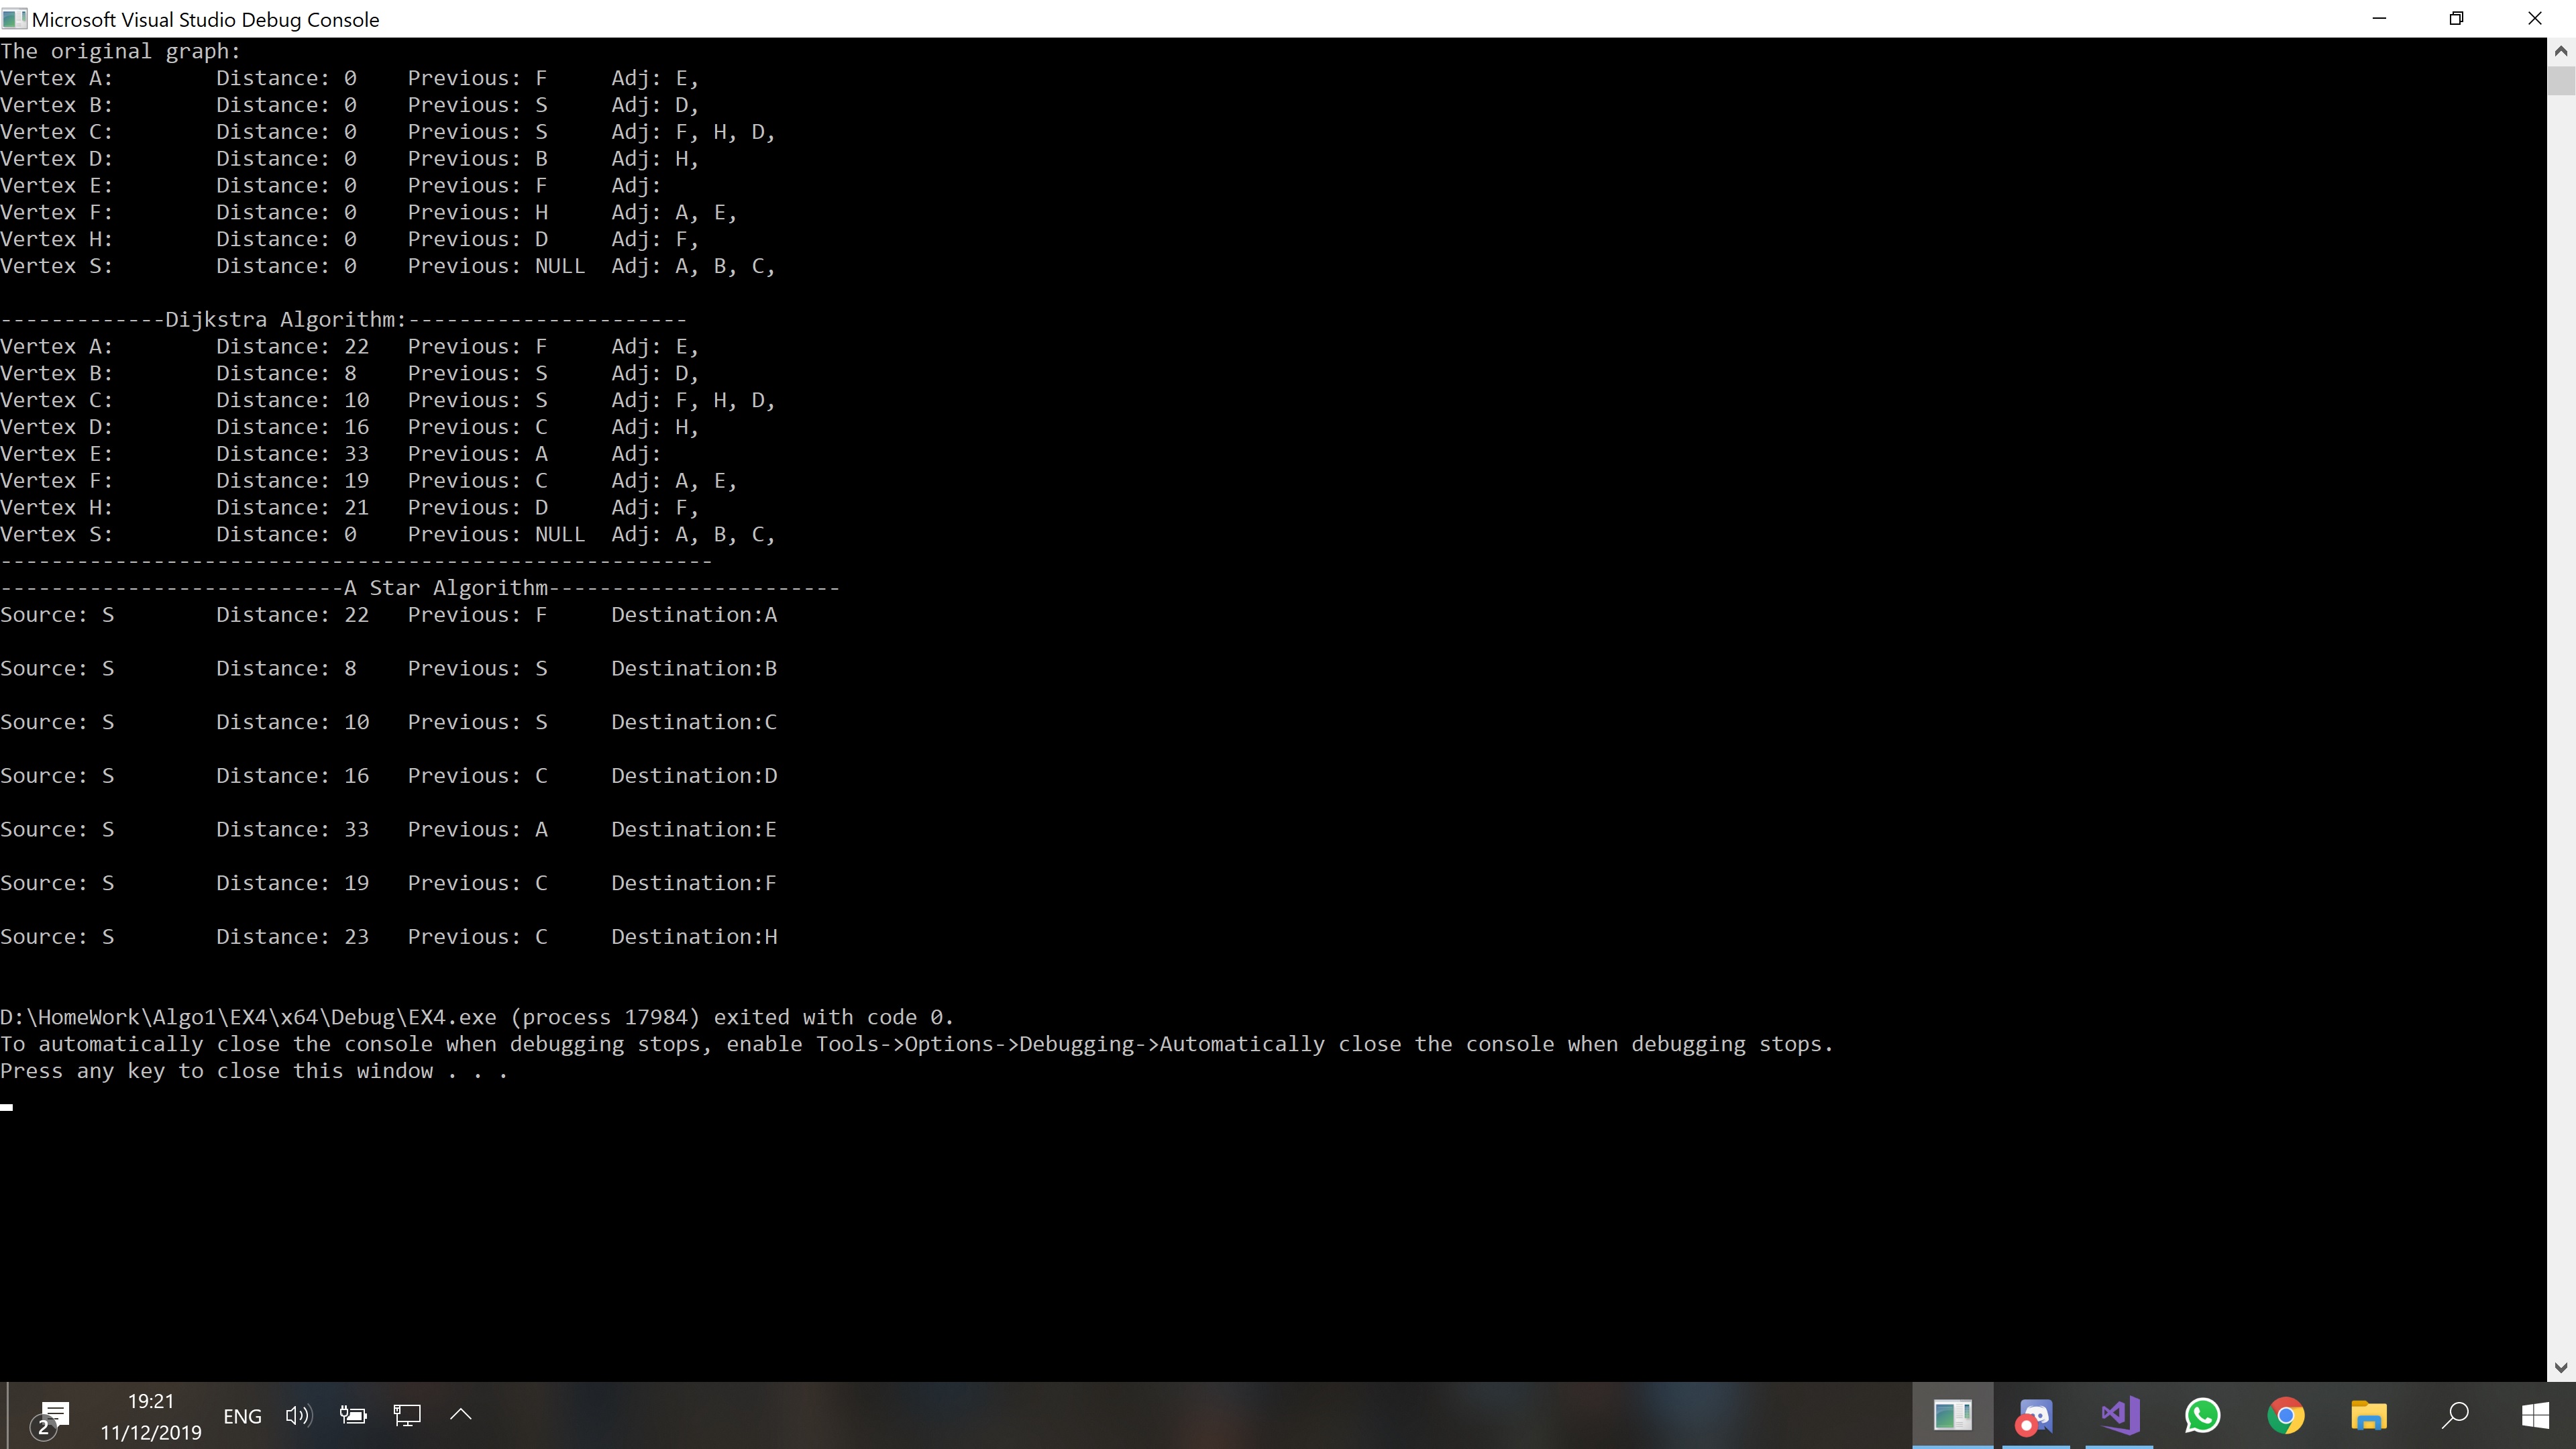 Microsoft Visual Studio Debug Console
The original graph:
Vertex A:        Distance: 0    Previous: F     Adj: E,
Vertex B:        Distance: 0    Previous: S     Adj: D,
Vertex C:        Distance: 0    Previous: S     Adj: F, H, D,
Vertex D:        Distance: 0    Previous: B     Adj: H,
Vertex E:        Distance: 0    Previous: F     Adj:
Vertex F:        Distance: 0    Previous: H     Adj: A, E,
Vertex H:        Distance: 0    Previous: D     Adj: F,
Vertex S:        Distance: 0    Previous: NULL  Adj: A, B, C,
-------------Dijkstra Algorithm:----------------------
Vertex A:        Distance: 22   Previous: F     Adj: E,
Vertex B:        Distance: 8    Previous: S     Adj: D,
Vertex C:        Distance: 10   Previous: S     Adj: F, H, D,
Vertex D:        Distance: 16   Previous: C     Adj: H,
Vertex E:        Distance: 33   Previous: A     Adj:
Vertex F:        Distance: 19   Previous: C     Adj: A, E,
Vertex H:        Distance: 21   Previous: D     Adj: F,
Vertex S:        Distance: 0    Previous: NULL  Adj: A, B, C,
--------------------------------------------------------
---------------------------A Star Algorithm-----------------------
Source: S        Distance: 22   Previous: F     Destination:A
Source: S        Distance: 8    Previous: S     Destination:B
Source: S        Distance: 10   Previous: S     Destination:C
Source: S        Distance: 16   Previous: C     Destination:D
Source: S        Distance: 33   Previous: A     Destination:E
Source: S        Distance: 19   Previous: C     Destination:F
Source: S        Distance: 23   Previous: C     Destination:H
D:\HomeWork\Algo1\EX4\x64\Debug\EX4.exe (process 17984) exited with code 0.
To automatically close the console when debugging stops, enable Tools->Options->Debugging->Automatically close the console when debugging stops.
Press any key to close this window . . .
2
19:21
11/12/2019
ENG